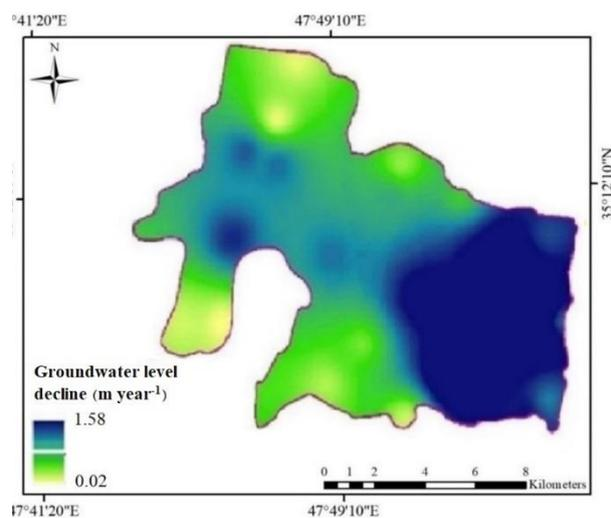 °41'20"E 47°49'10"E
N
35°12'10"N
Groundwater level
decline (m year-1)
1.58
0.02
0 1 2 4 6 8
Kilometers
47°41'20"E 47°49'10"E